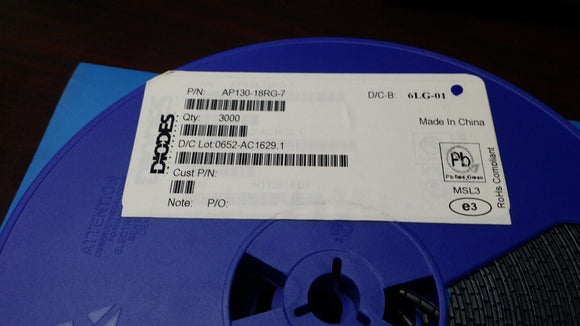 P/N: AP130-18RG-7
D/C-B: 6LG-01
Qty: 3000
Made In China
D/C Lot:0652-AC1629.1
Cust P/N:
Note: P/O:
DIODES
Pb
Pb free,Green
MSL3
e3
RoHs Compliant
ATTENTION